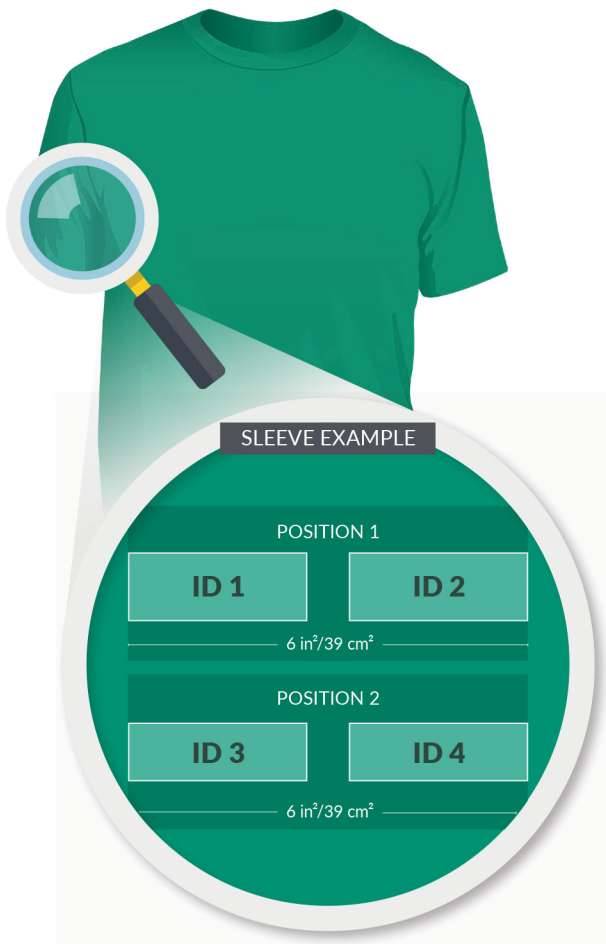 SLEEVE EXAMPLE
POSITION 1
ID 1 ID 2
6 in²/39 cm²
POSITION 2
ID 3 ID 4
6 in²/39 cm²